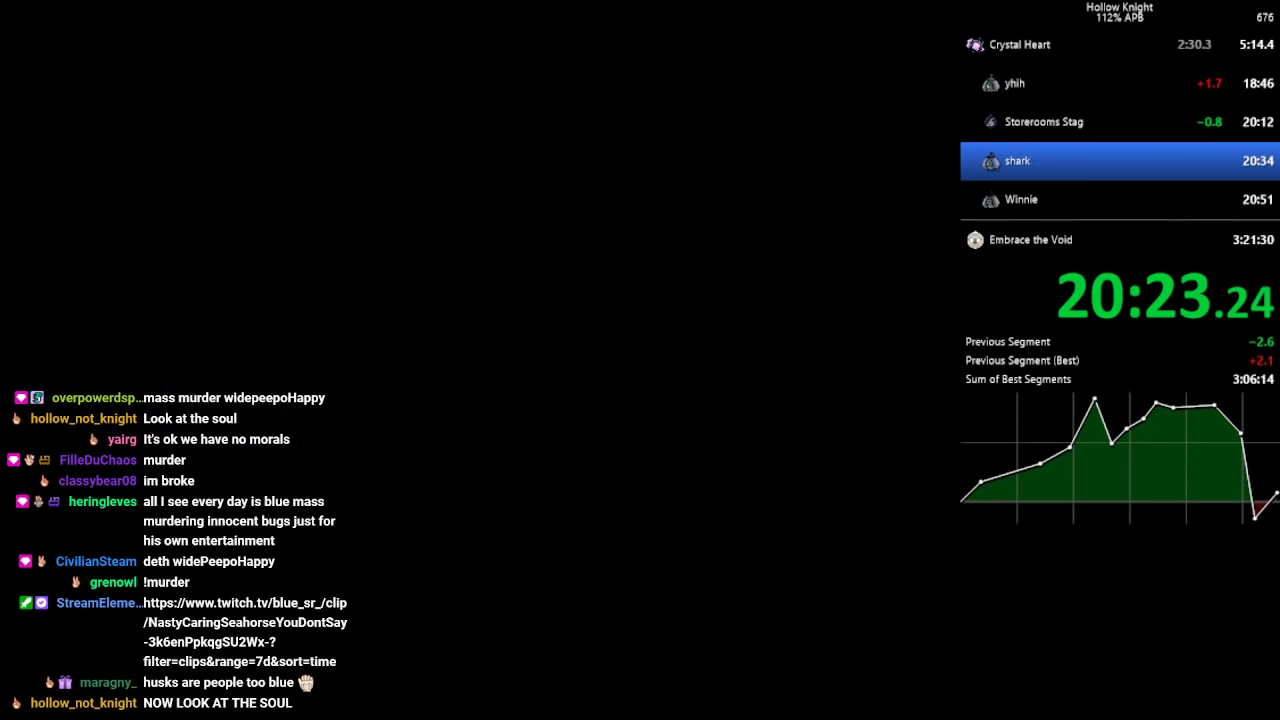 Hollow Knight
112% APB 676
Crystal Heart 2:30.3 5:14.4
yhih +1.7 18:46
Storerooms Stag −0.8 20:12
shark 20:34
Winnie 20:51
Embrace the Void 3:21:30
20:23.24
Previous Segment −2.6
Previous Segment (Best) +2.1
Sum of Best Segments 3:06:14
overpowerdsp... mass murder widepeepoHappy
hollow_not_knight Look at the soul
yairg It's ok we have no morals
FilleDuChaos murder
classybear08 im broke
heringleves all I see every day is blue mass
murdering innocent bugs just for
his own entertainment
CivilianSteam deth widePeepoHappy
grenowl !murder
StreamEleme... https://www.twitch.tv/blue_sr_/clip
/NastyCaringSeahorseYouDontSay
-3k6enPpkqgSU2Wx-?
filter=clips&range=7d&sort=time
maragny_ husks are people too blue
hollow_not_knight NOW LOOK AT THE SOUL